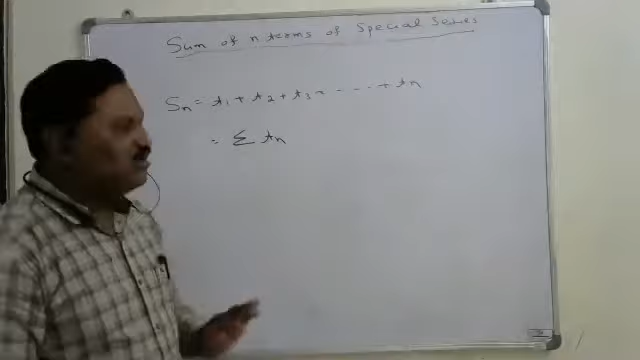 Sum of n terms of Special Series
Sn = t1 + t2 + t3 + - - - - - + tn
= Σ tn